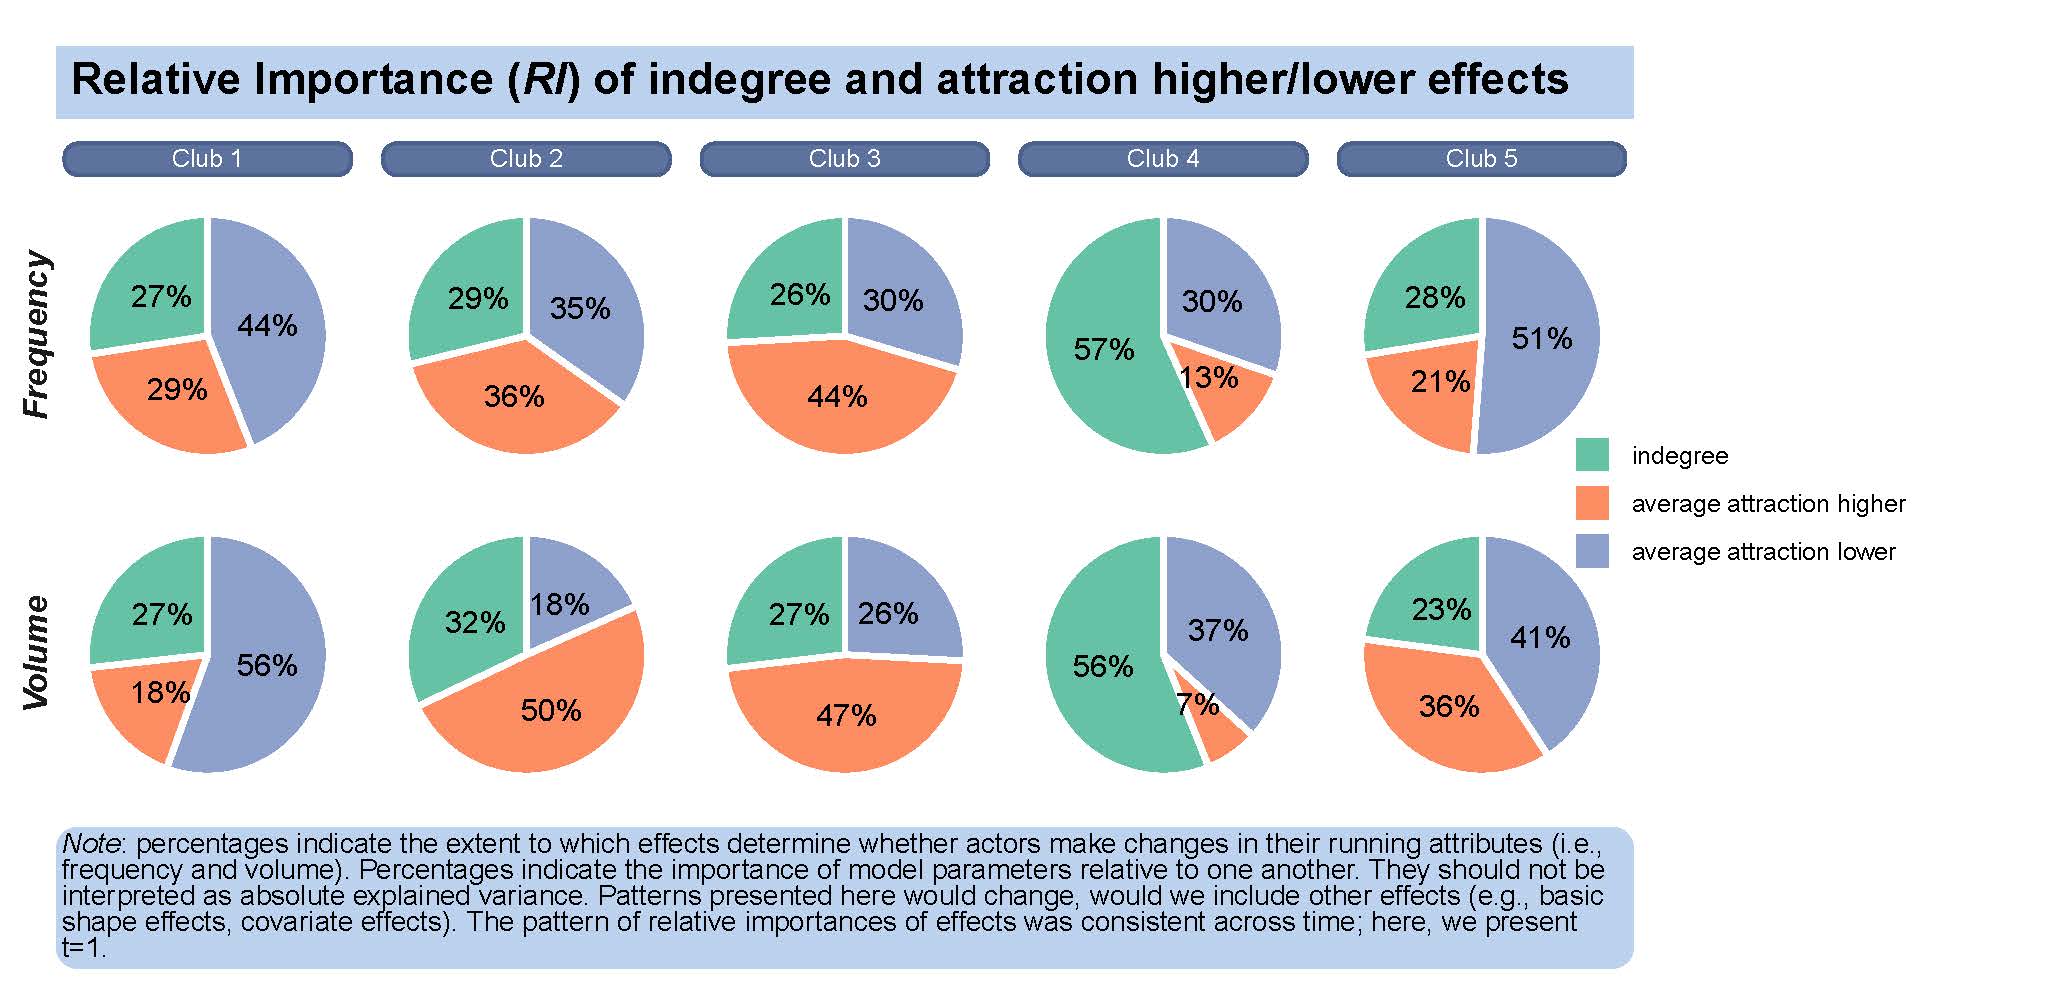 Relative Importance (RI) of indegree and attraction higher/lower effects
Club 1
Club 2
Club 3
Club 4
Club 5
Frequency
27%
44%
29%
29%
35%
36%
26%
30%
44%
57%
30%
13%
28%
51%
21%
indegree
average attraction higher
average attraction lower
Volume
27%
56%
18%
32%
18%
50%
27%
26%
47%
56%
37%
7%
23%
41%
36%
Note: percentages indicate the extent to which effects determine whether actors make changes in their running attributes (i.e.,
frequency and volume). Percentages indicate the importance of model parameters relative to one another. They should not be
interpreted as absolute explained variance. Patterns presented here would change, would we include other effects (e.g., basic
shape effects, covariate effects). The pattern of relative importances of effects was consistent across time; here, we present
t=1.